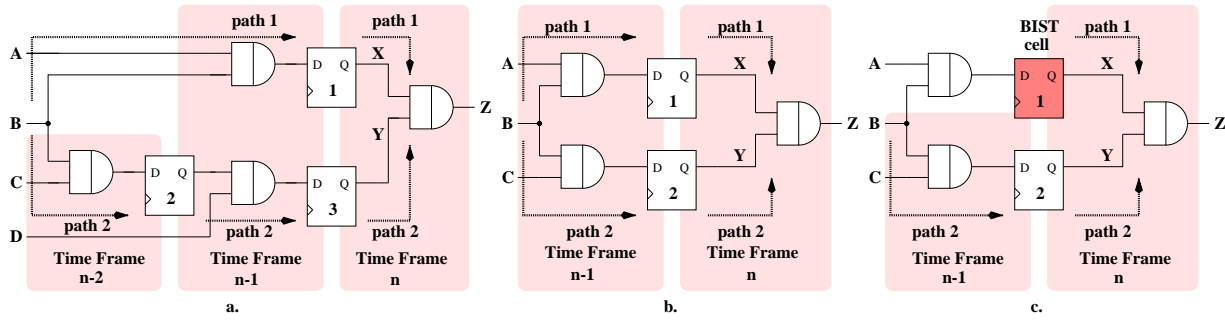 path 1
path 1
A
X
D Q
1
Z
B
Y
C
D Q
2
D Q
3
D
path 2
path 2
path 2
Time Frame
n-2
Time Frame
n-1
Time Frame
n
a.
path 1
path 1
A
X
D Q
1
B
Z
Y
C
D Q
2
path 2
path 2
Time Frame
n-1
Time Frame
n
b.
BIST
cell
path 1
A
X
D Q
1
B
Z
Y
C
D Q
2
path 2
path 2
Time Frame
n-1
Time Frame
n
c.